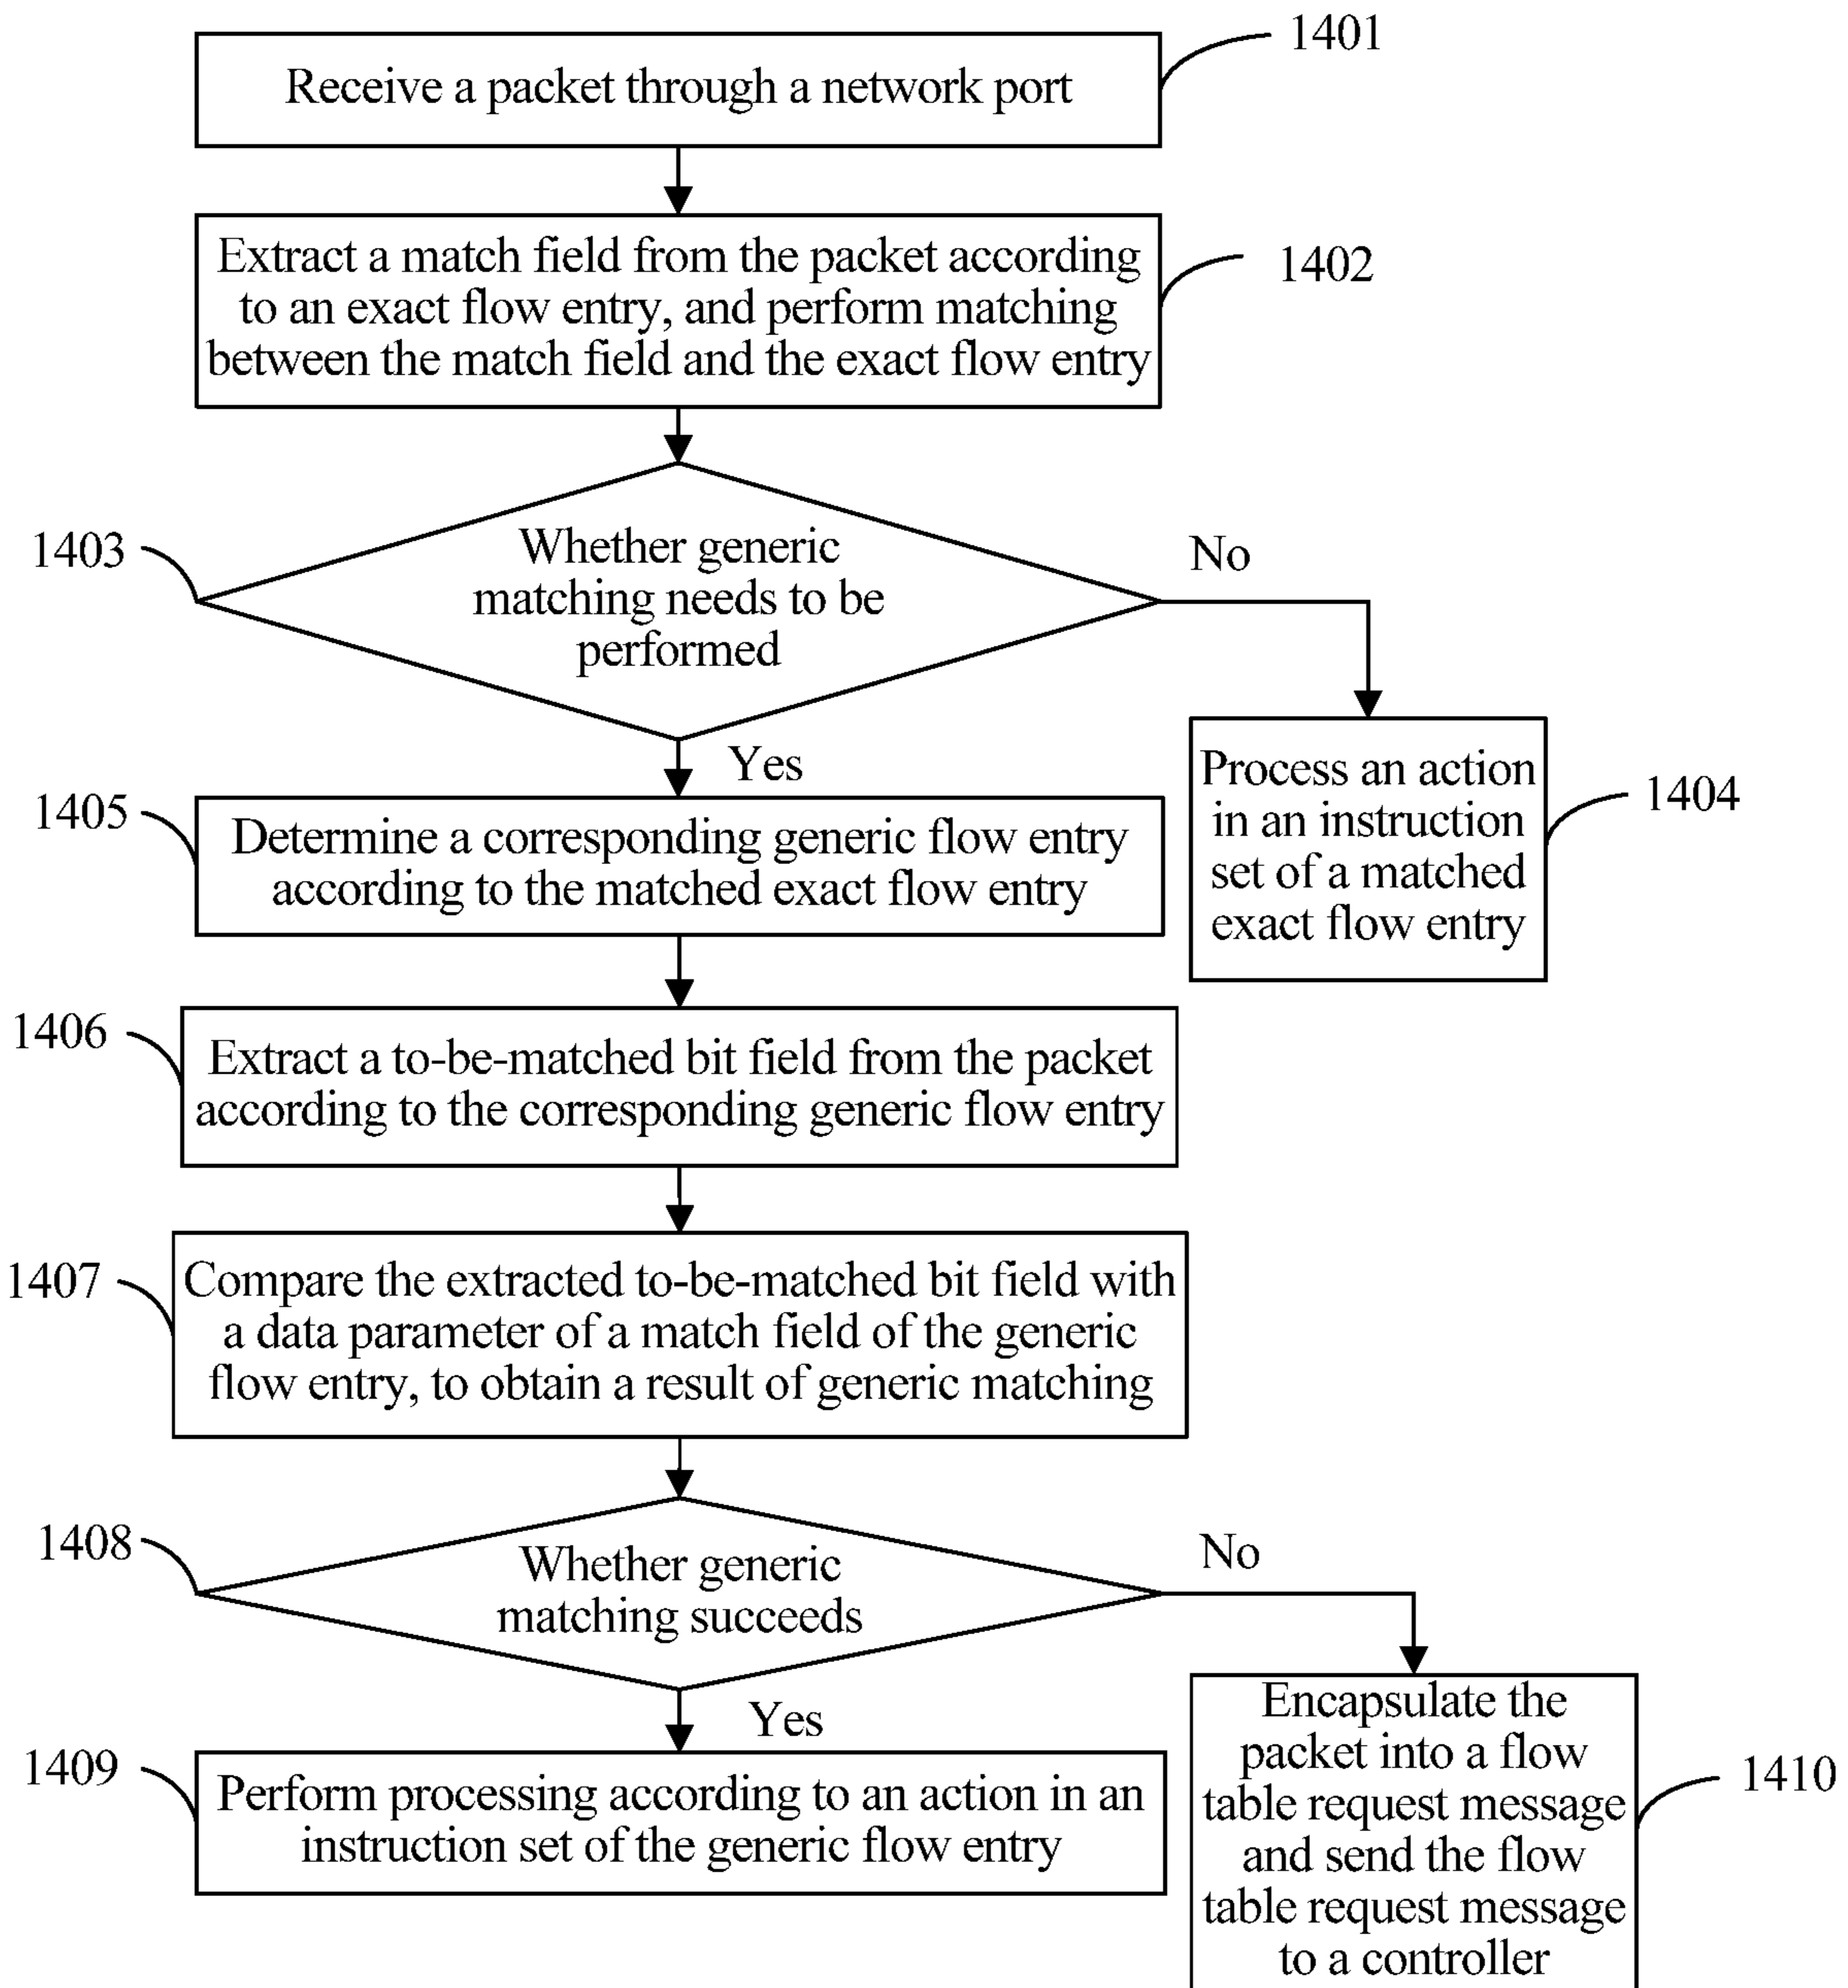 1401
Receive a packet through a network port
1402
Extract a match field from the packet according
to an exact flow entry, and perform matching
between the match field and the exact flow entry
1403
Whether generic
matching needs to be
performed
No
Yes
1404
Process an action
in an instruction
set of a matched
exact flow entry
1405
Determine a corresponding generic flow entry
according to the matched exact flow entry
1406
Extract a to-be-matched bit field from the packet
according to the corresponding generic flow entry
1407
Compare the extracted to-be-matched bit field with
a data parameter of a match field of the generic
flow entry, to obtain a result of generic matching
1408
Whether generic
matching succeeds
No
Yes
1409
Perform processing according to an action in an
instruction set of the generic flow entry
1410
Encapsulate the
packet into a flow
table request message
and send the flow
table request message
to a controller